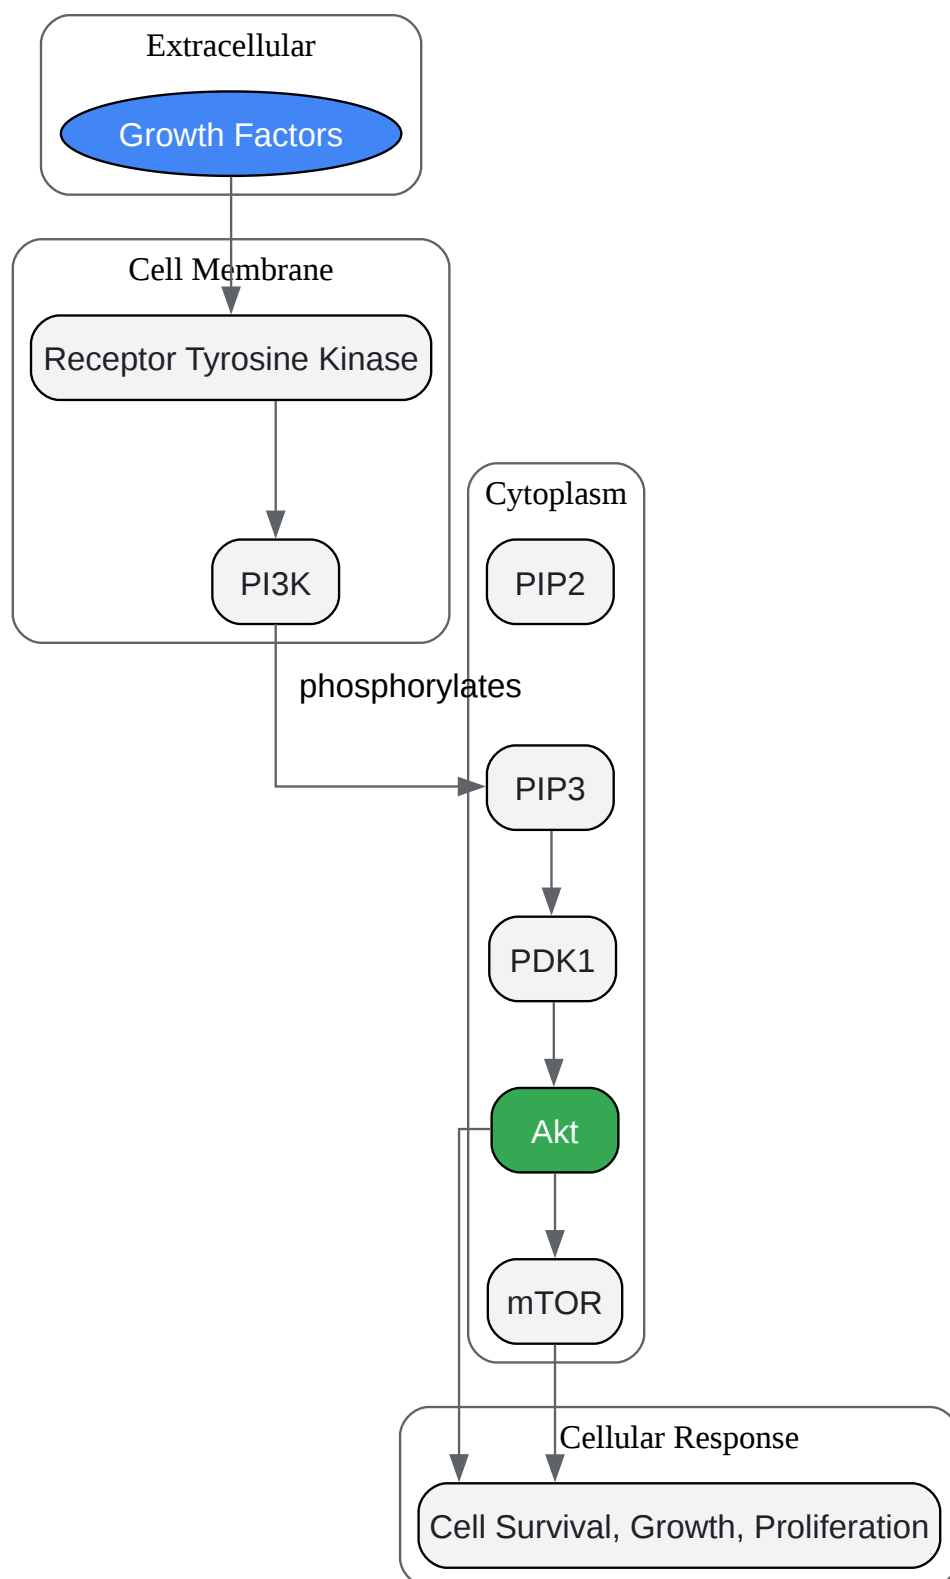 Extracellular
Growth Factors
Cell Membrane
Receptor Tyrosine Kinase
Cytoplasm
PI3K
PIP2
phosphorylates
PIP3
PDK1
Akt
mTOR
Cellular Response
Cell Survival, Growth, Proliferation